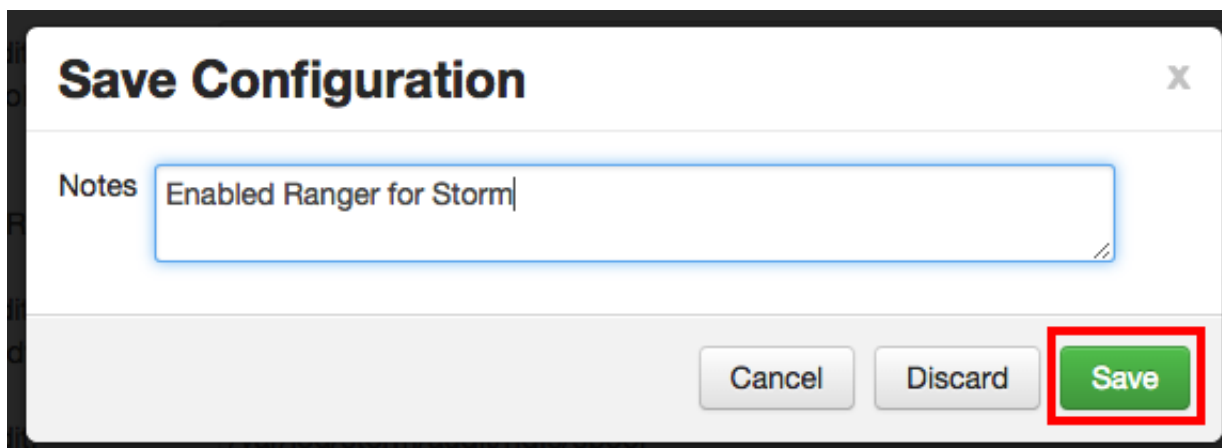 Save Configuration
x
Notes
Enabled Ranger for Storm
Cancel
Discard
Save